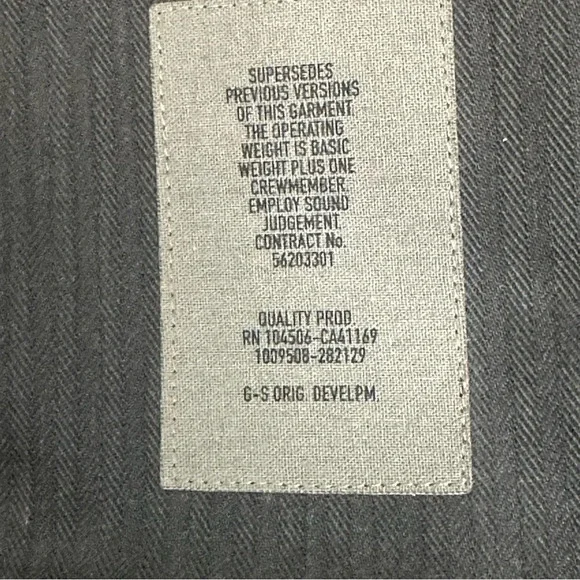 SUPERSEDES
PREVIOUS VERSIONS
OF THIS GARMENT.
THE OPERATING
WEIGHT IS BASIC
WEIGHT PLUS ONE
CREWMEMBER.
EMPLOY SOUND
JUDGEMENT.
CONTRACT No.
56203301
QUALITY PROD.
RN 104506-CA41169
1009508-282129
G-S ORIG. DEVELPM.